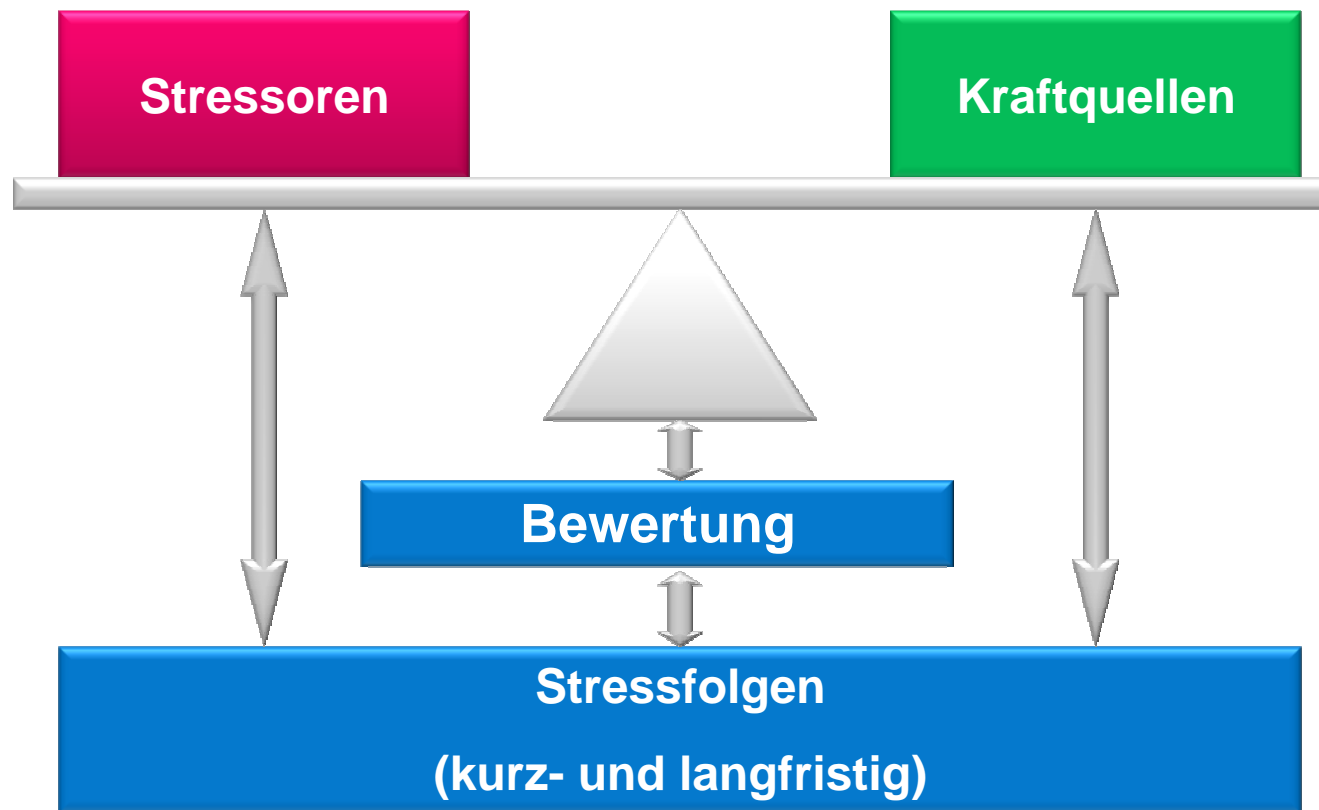 Stressoren
Kraftquellen
Bewertung
Stressfolgen
(kurz- und langfristig)